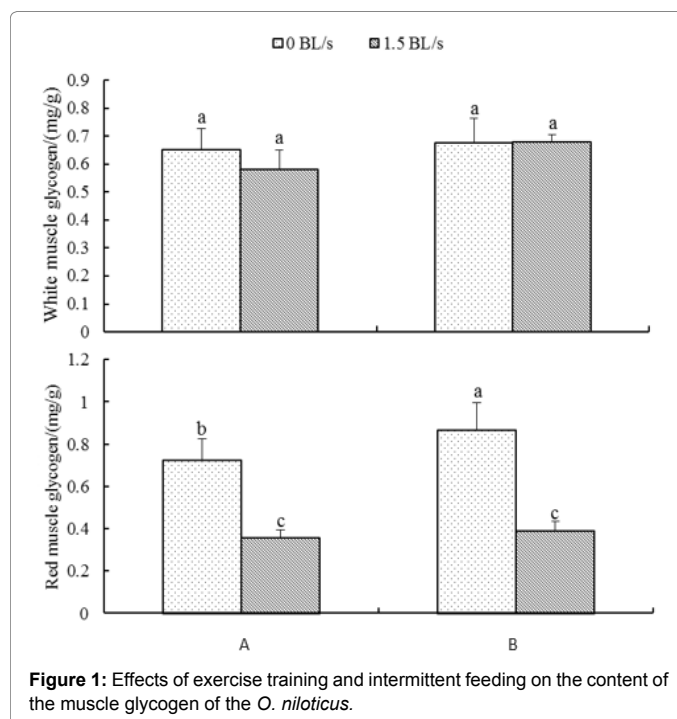 0 BL/s 1.5 BL/s
White muscle glycogen/(mg/g)
0.9
0.8
0.7
0.6
0.5
0.4
0.3
0.2
0.1
0
a a a a
Red muscle glycogen/(mg/g)
1.2
1
0.8
0.6
0.4
0.2
0
b c a c
A B
Figure 1: Effects of exercise training and intermittent feeding on the content of
the muscle glycogen of the O. niloticus.